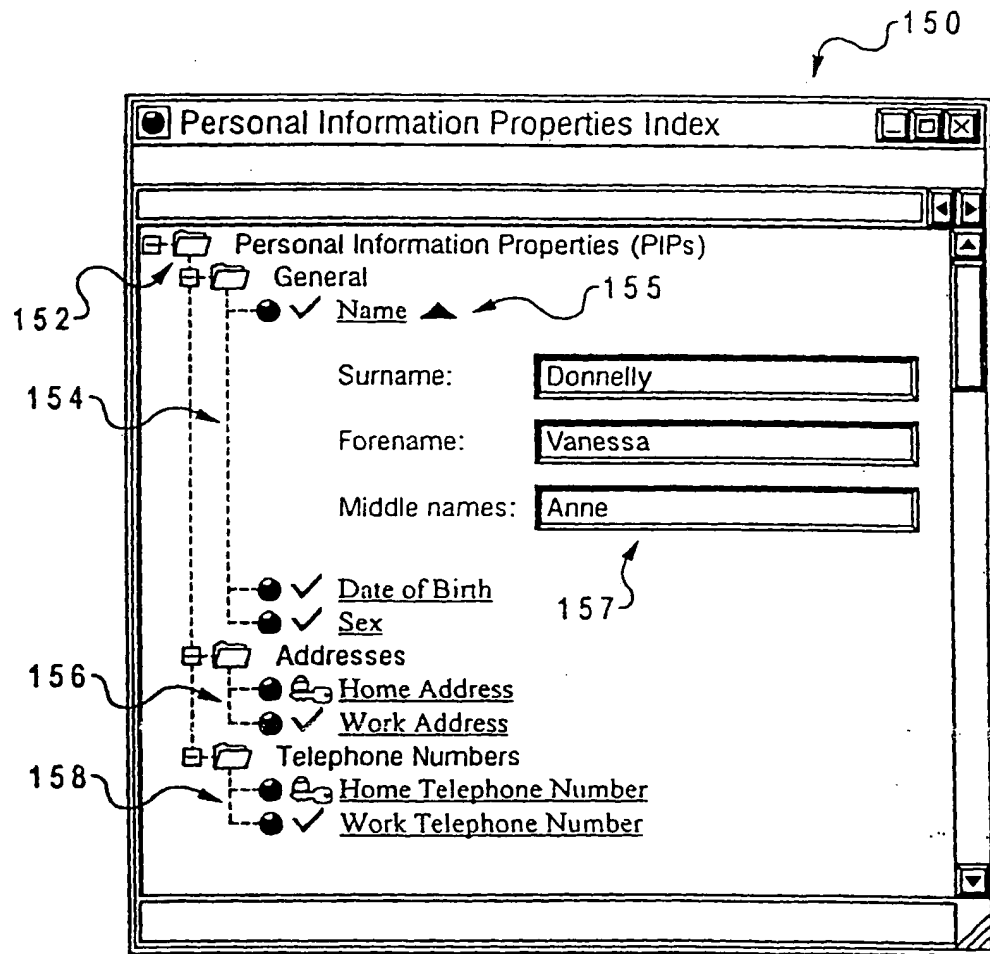 150
Personal Information Properties Index
Personal Information Properties (PIPs)
152
General
Name 155
Surname: Donnelly
154
Forename: Vanessa
Middle names: Anne
Date of Birth
157
Sex
Addresses
156
Home Address
Work Address
Telephone Numbers
158
Home Telephone Number
Work Telephone Number